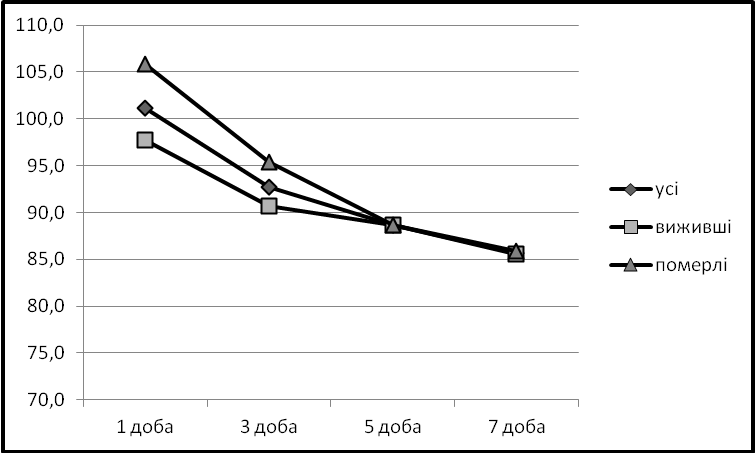 110,0
105,0
100,0
95,0
90,0
85,0
80,0
75,0
70,0
1 доба
3 доба
5 доба
7 доба
усі
виживші
померлі